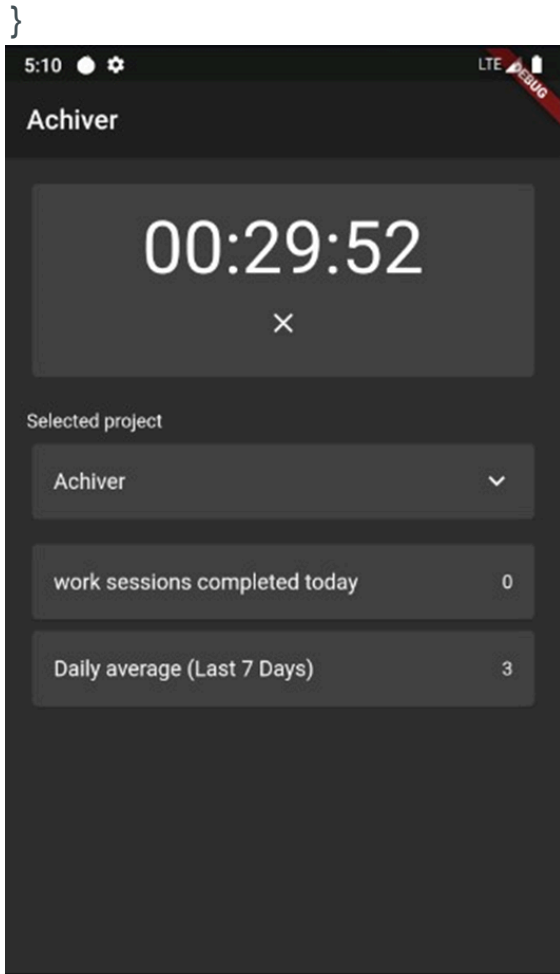 }
5:10 LTE
DEBUG
Achiver
00:29:52
×
Selected project
Achiver
work sessions completed today 0
Daily average (Last 7 Days) 3